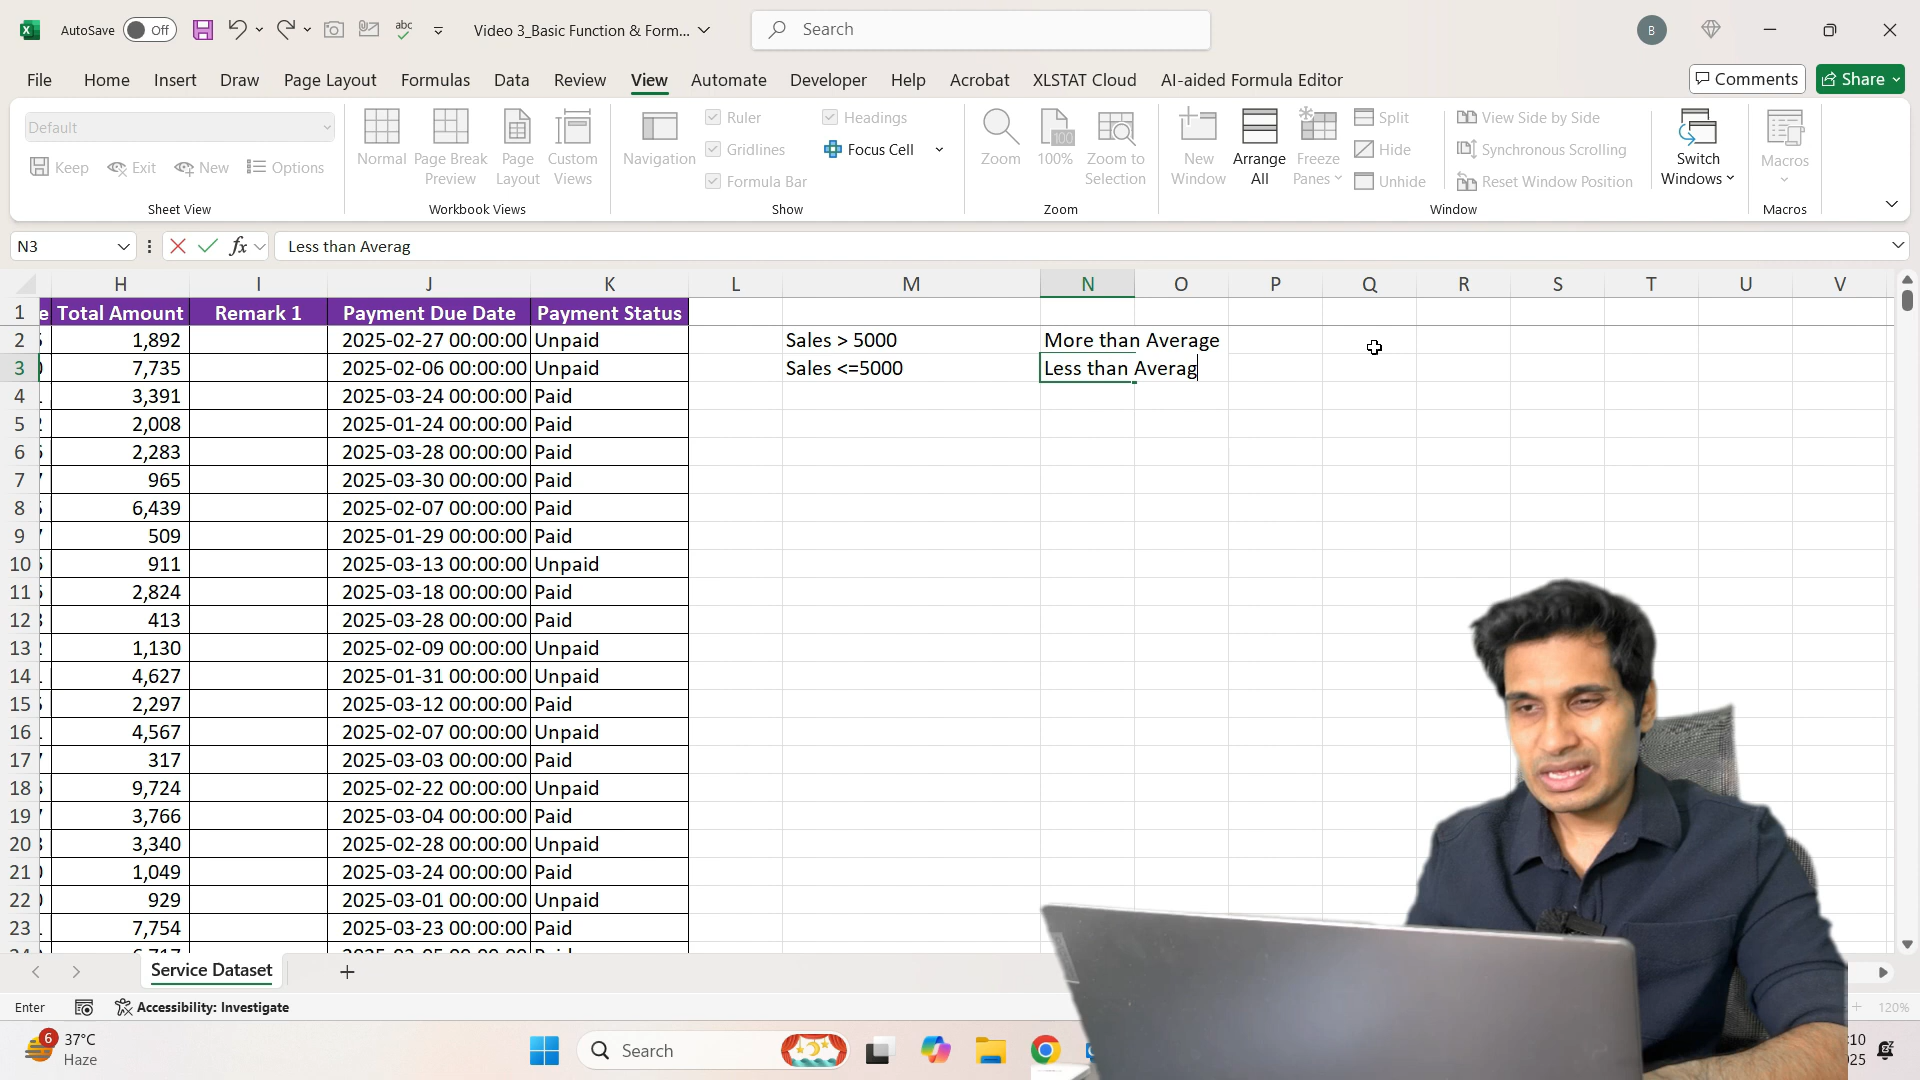 AutoSave Off abc Video 3_Basic Function & Form... Search B
File Home Insert Draw Page Layout Formulas Data Review View Automate Developer Help Acrobat XLSTAT Cloud AI-aided Formula Editor Comments Share
Default
Keep Exit New Options
Sheet View
Normal Page Break Preview Page Layout Custom Views
Workbook Views
Navigation Ruler Gridlines Formula Bar Headings Focus Cell
Show
Zoom 100 100% Zoom to Selection
Zoom
New Window Arrange All Freeze Panes Split Hide Unhide View Side by Side Synchronous Scrolling Reset Window Position Switch Windows
Window
Macros
Macros
N3 fx Less than Averag
H I J K L M N O P Q R S T U V
1 e Total Amount Remark 1 Payment Due Date Payment Status
2 1,892 2025-02-27 00:00:00 Unpaid Sales > 5000 More than Average
3 7,735 2025-02-06 00:00:00 Unpaid Sales <=5000 Less than Averag
4 3,391 2025-03-24 00:00:00 Paid
5 2,008 2025-01-24 00:00:00 Paid
6 2,283 2025-03-28 00:00:00 Paid
7 965 2025-03-30 00:00:00 Paid
8 6,439 2025-02-07 00:00:00 Paid
9 509 2025-01-29 00:00:00 Paid
10 911 2025-03-13 00:00:00 Unpaid
11 2,824 2025-03-18 00:00:00 Paid
12 413 2025-03-28 00:00:00 Paid
13 1,130 2025-02-09 00:00:00 Unpaid
14 4,627 2025-01-31 00:00:00 Unpaid
15 2,297 2025-03-12 00:00:00 Paid
16 4,567 2025-02-07 00:00:00 Unpaid
17 317 2025-03-03 00:00:00 Paid
18 9,724 2025-02-22 00:00:00 Unpaid
19 3,766 2025-03-04 00:00:00 Paid
20 3,340 2025-02-28 00:00:00 Unpaid
21 1,049 2025-03-24 00:00:00 Paid
22 929 2025-03-01 00:00:00 Unpaid
23 7,754 2025-03-23 00:00:00 Paid
Service Dataset
Enter Accessibility: Investigate 120%
6 37°C Search :10
Haze 025